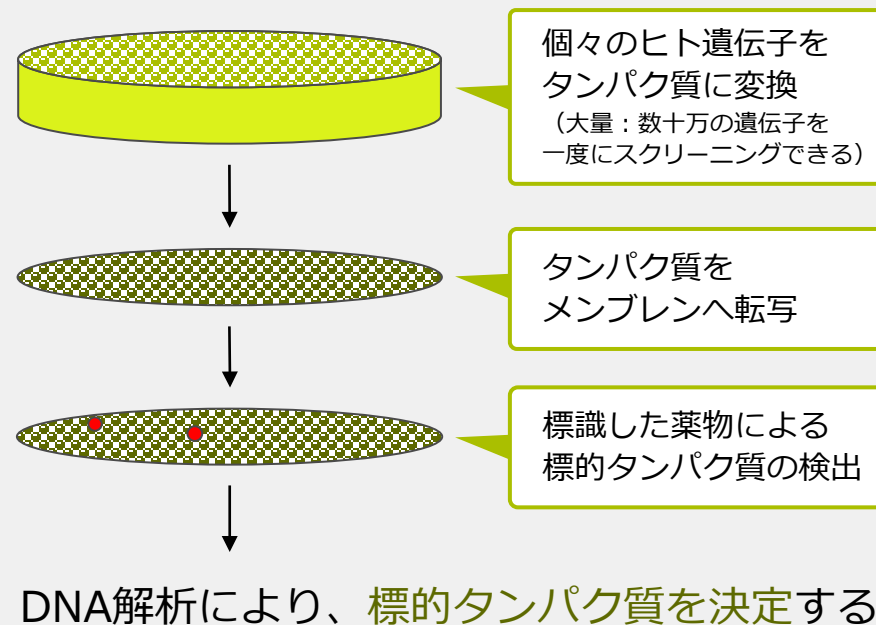 個々のヒト遺伝子を
タンパク質に変換
（大量：数十万の遺伝子を
一度にスクリーニングできる）
タンパク質を
メンブレンへ転写
標識した薬物による
標的タンパク質の検出
DNA解析により、標的タンパク質を決定する